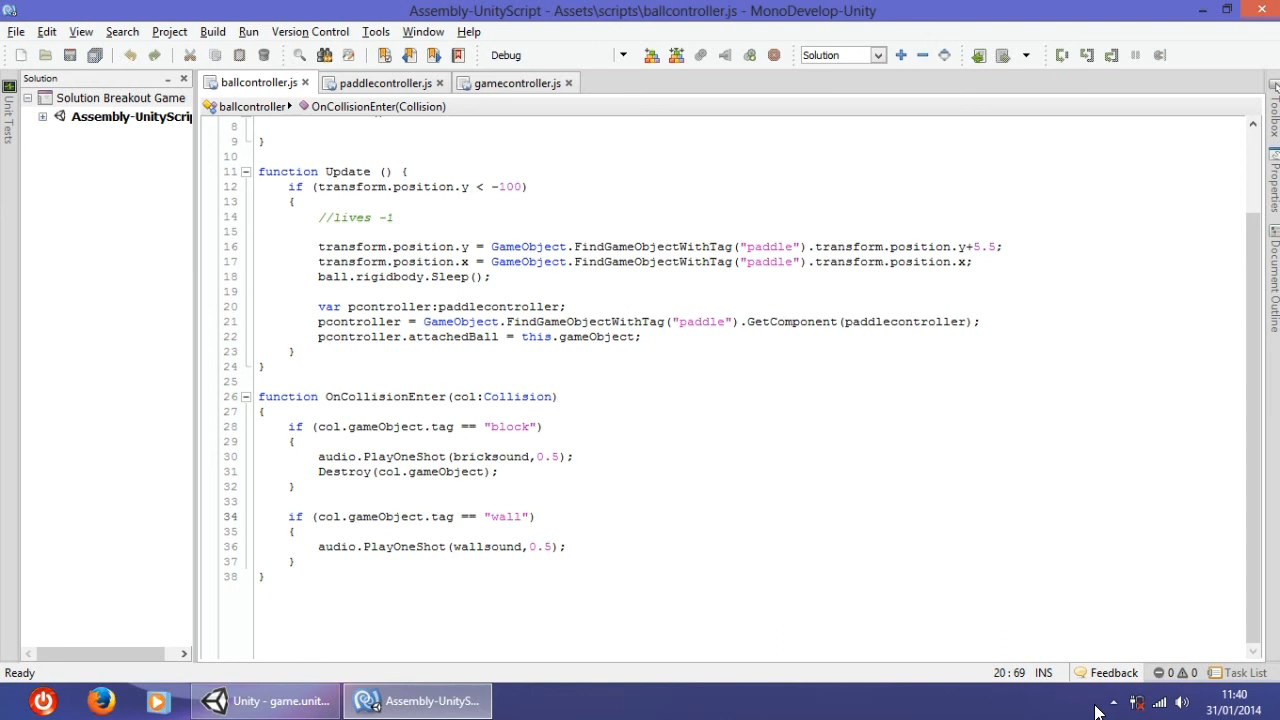 Assembly-UnityScript - Assets\scripts\ballcontroller.js - MonoDevelop-Unity
File Edit View Search Project Build Run Version Control Tools Window Help
Debug Solution
Solution
ballcontroller.js paddlecontroller.js gamecontroller.js
Solution Breakout Game
ballcontroller OnCollisionEnter(Collision)
Assembly-UnityScrip
Unit Tests
Toolbox
Properties
Document Outline
8
9 }
10
11 function Update () {
12 if (transform.position.y < -100)
13 {
14 //lives -1
15
16 transform.position.y = GameObject.FindGameObjectWithTag("paddle").transform.position.y+5.5;
17 transform.position.x = GameObject.FindGameObjectWithTag("paddle").transform.position.x;
18 ball.rigidbody.Sleep();
19
20 var pcontroller:paddlecontroller;
21 pcontroller = GameObject.FindGameObjectWithTag("paddle").GetComponent(paddlecontroller);
22 pcontroller.attachedBall = this.gameObject;
23 }
24 }
25
26 function OnCollisionEnter(col:Collision)
27 {
28 if (col.gameObject.tag == "block")
29 {
30 audio.PlayOneShot(bricksound,0.5);
31 Destroy(col.gameObject);
32 }
33
34 if (col.gameObject.tag == "wall")
35 {
36 audio.PlayOneShot(wallsound,0.5);
37 }
38 }
Ready 20 : 69 INS Feedback 0 0 Task List
Unity - game.unit... Assembly-UnityS... 11:40
31/01/2014